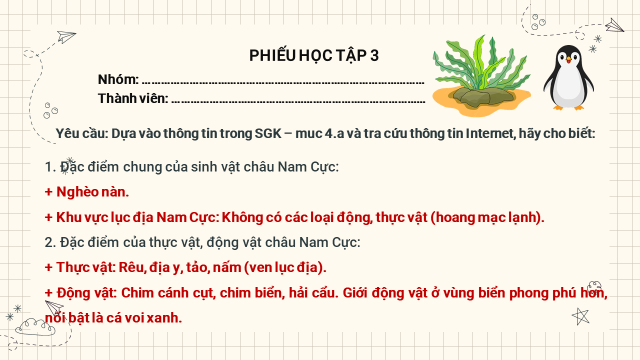 PHIẾU HỌC TẬP 3
Nhóm: ................................................................................
Thành viên: ........................................................................
Yêu cầu: Dựa vào thông tin trong SGK – muc 4.a và tra cứu thông tin Internet, hãy cho biết:
1. Đặc điểm chung của sinh vật châu Nam Cực:
+ Nghèo nàn.
+ Khu vực lục địa Nam Cực: Không có các loại động, thực vật (hoang mạc lạnh).
2. Đặc điểm của thực vật, động vật châu Nam Cực:
+ Thực vật: Rêu, địa y, tảo, nấm (ven lục địa).
+ Động vật: Chim cánh cụt, chim biển, hải cẩu. Giới động vật ở vùng biển phong phú hơn,
nổi bật là cá voi xanh.